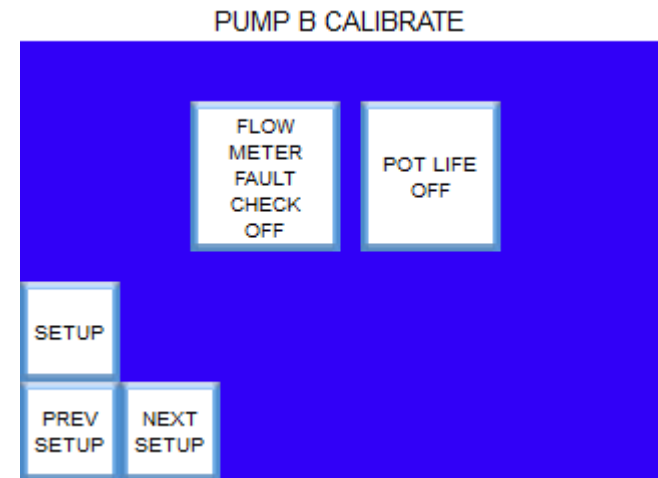 PUMP B CALIBRATE
FLOW
METER
FAULT
CHECK
OFF
POT LIFE
OFF
SETUP
PREV
SETUP
NEXT
SETUP